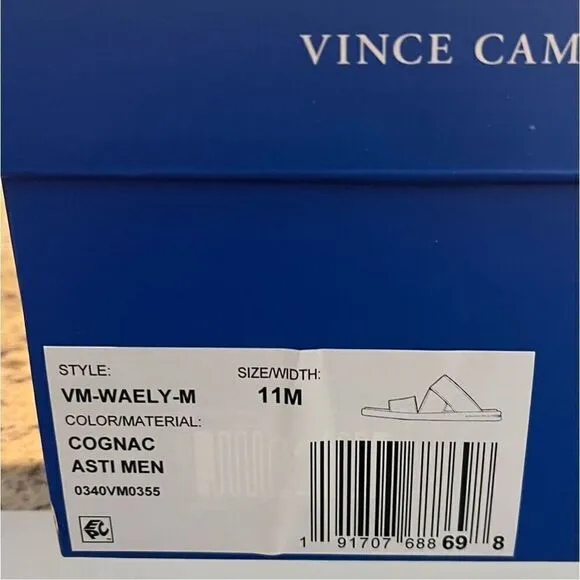 VINCE CAM
STYLE: SIZE/WIDTH:
VM-WAELY-M 11M
COLOR/MATERIAL:
COGNAC
ASTI MEN
0340VM0355
1 91707 688 69 8